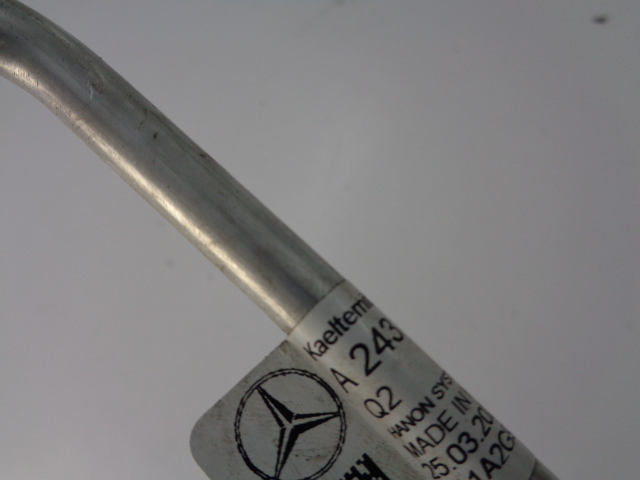 Kaeltem
A 243
Q2
HANON SYS
MADE IN
25.03.20
1A2G